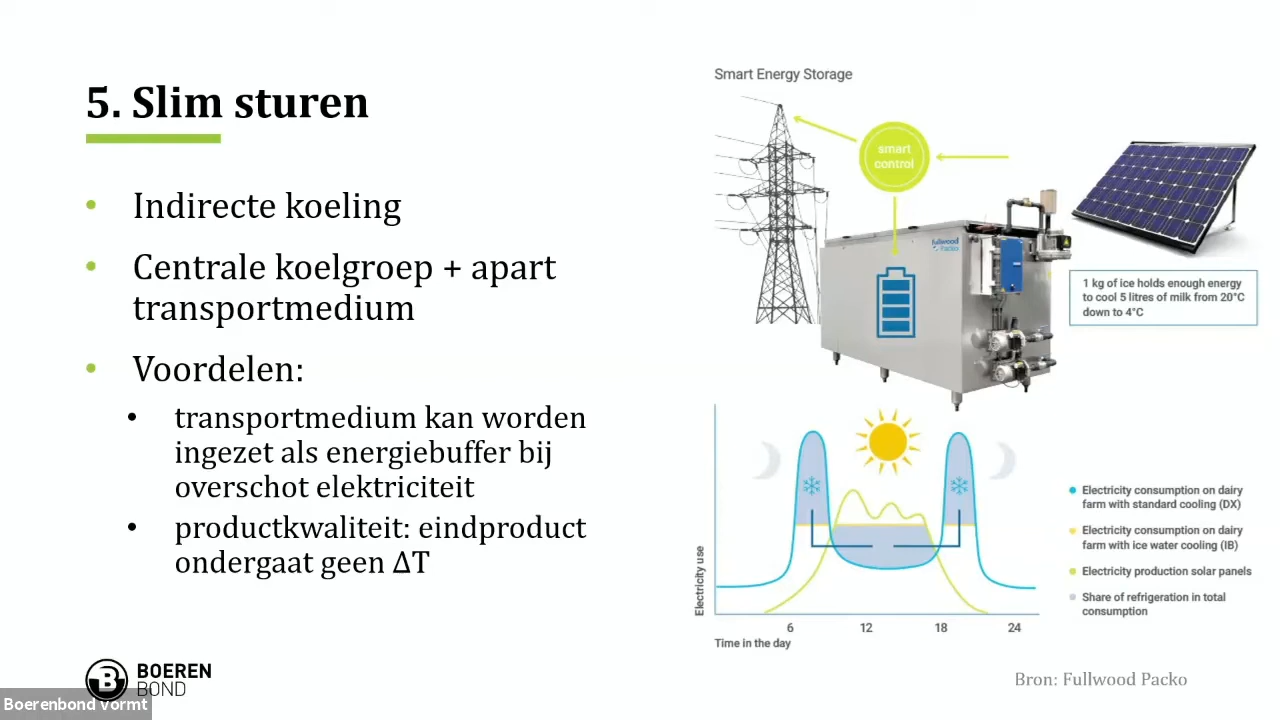 5. Slim sturen
• Indirecte koeling
• Centrale koelgroep + apart
transportmedium
• Voordelen:
• transportmedium kan worden
ingezet als energiebuffer bij
overschot elektriciteit
• productkwaliteit: eindproduct
ondergaat geen ΔT
Smart Energy Storage
smart
control
fullwood
Packo
1 kg of ice holds enough energy
to cool 5 litres of milk from 20°C
down to 4°C
Electricity use
6 12 18 24
Time in the day
Electricity consumption on dairy
farm with standard cooling (DX)
Electricity consumption on dairy
farm with ice water cooling (IB)
Electricity production solar panels
Share of refrigeration in total
consumption
Bron: Fullwood Packo
B
BOEREN
BOND
Boerenbond Vormt